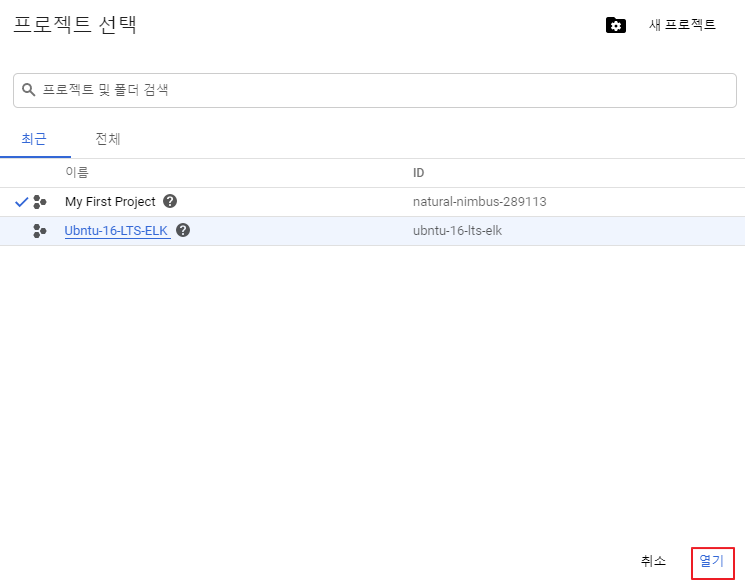 프로젝트 선택
새 프로젝트
프로젝트 및 폴더 검색
최근 전체
이름 ID
My First Project natural-nimbus-289113
Ubntu-16-LTS-ELK ubntu-16-lts-elk
취소 열기